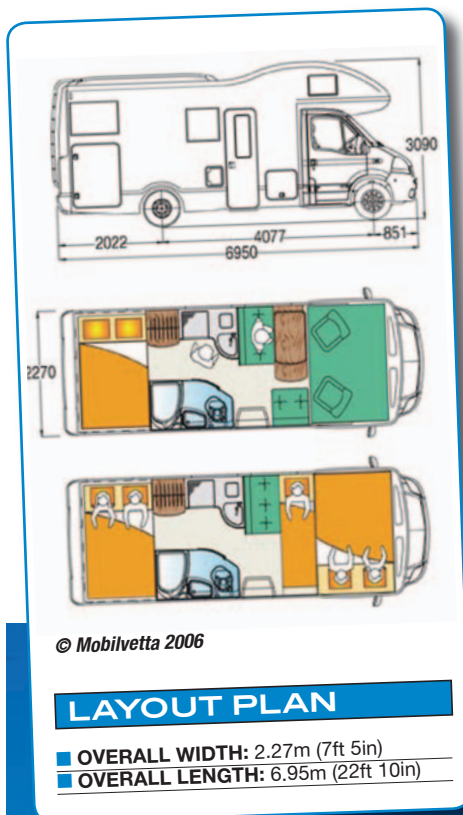 3090
2022
4077
851
6950
2270
© Mobilvetta 2006
LAYOUT PLAN
OVERALL WIDTH: 2.27m (7ft 5in)
OVERALL LENGTH: 6.95m (22ft 10in)